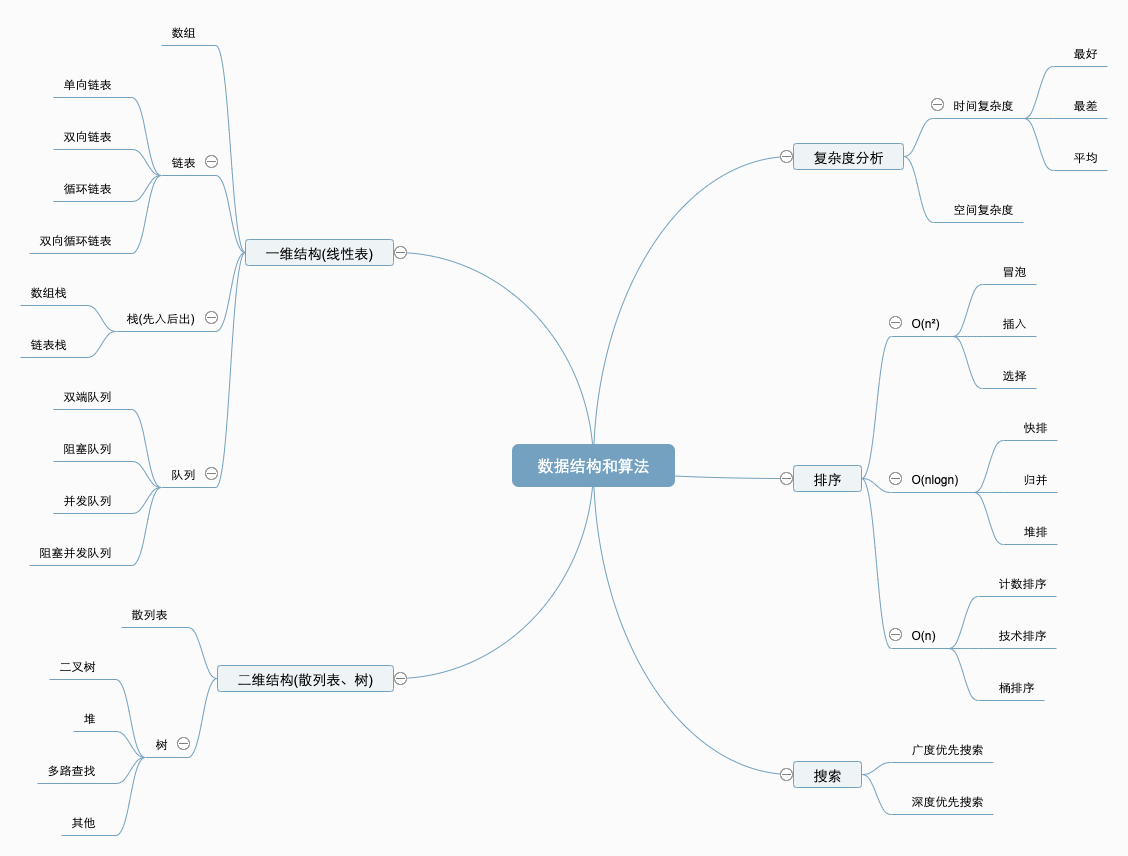 数据结构和算法
复杂度分析
时间复杂度
最好
最差
平均
空间复杂度
排序
O(n²)
冒泡
插入
选择
O(nlogn)
快排
归并
堆排
O(n)
计数排序
技术排序
桶排序
搜索
广度优先搜索
深度优先搜索
一维结构(线性表)
数组
链表
单向链表
双向链表
循环链表
双向循环链表
栈(先入后出)
数组栈
链表栈
队列
双端队列
阻塞队列
并发队列
阻塞并发队列
二维结构(散列表、树)
散列表
树
二叉树
堆
多路查找
其他